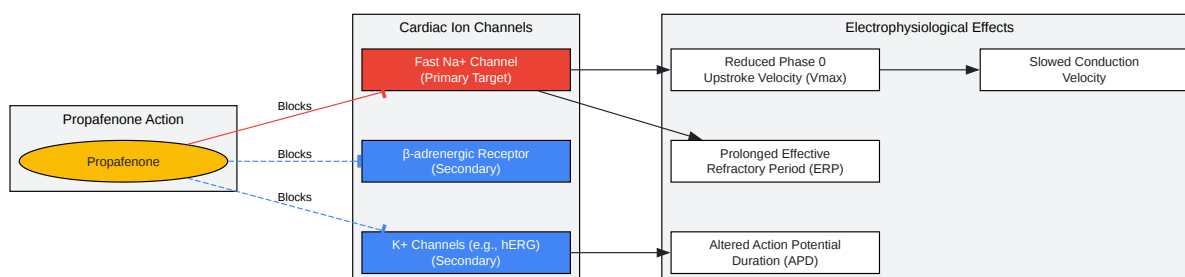 Cardiac Ion Channels
Electrophysiological Effects
Fast Na+ Channel
(Primary Target)
Reduced Phase 0
Upstroke Velocity (Vmax)
Slowed Conduction
Velocity
Blocks
Propafenone Action
Propafenone
Blocks
β-adrenergic Receptor
(Secondary)
Prolonged Effective
Refractory Period (ERP)
Blocks
K+ Channels (e.g., hERG)
(Secondary)
Altered Action Potential
Duration (APD)